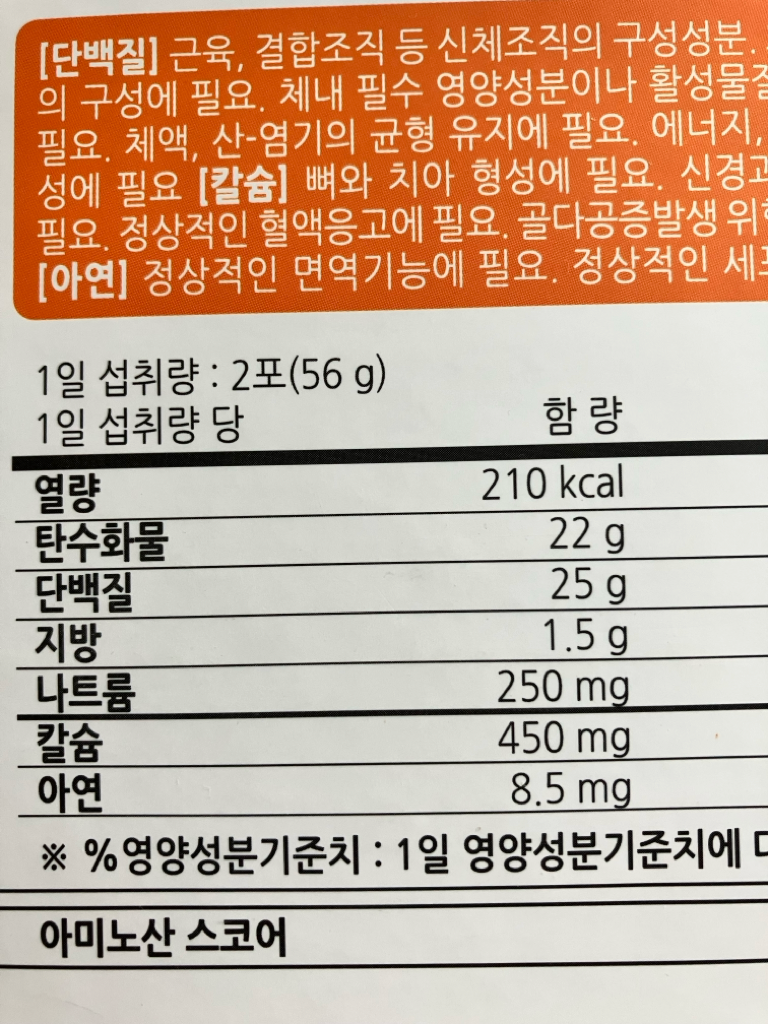 [단백질] 근육, 결합조직 등 신체조직의 구성성분.
의 구성에 필요. 체내 필수 영양성분이나 활성물질
필요. 체액, 산-염기의 균형 유지에 필요. 에너지,
성에 필요 [칼슘] 뼈와 치아 형성에 필요. 신경과
필요. 정상적인 혈액응고에 필요. 골다공증발생 위험
[아연] 정상적인 면역기능에 필요. 정상적인
1일 섭취량 : 2포(56 g)
1일 섭취량 당 함 량
열량 210 kcal
탄수화물 22 g
단백질 25 g
지방 1.5 g
나트륨 250 mg
칼슘 450 mg
아연 8.5 mg
※ %영양성분기준치 : 1일 영양성분기준치에
아미노산 스코어